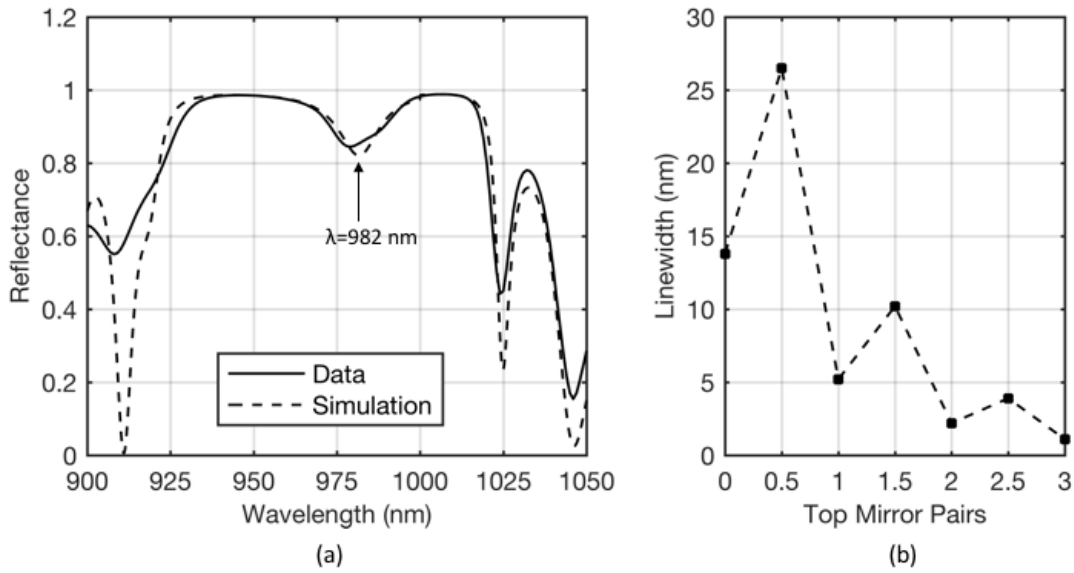 1.2
1
0.8
0.6
0.4
0.2
0
Reflectance
λ=982 nm
Data
Simulation
900 925 950 975 1000 1025 1050
Wavelength (nm)
(a)
30
25
20
15
10
5
0
Linewidth (nm)
0 0.5 1 1.5 2 2.5 3
Top Mirror Pairs
(b)